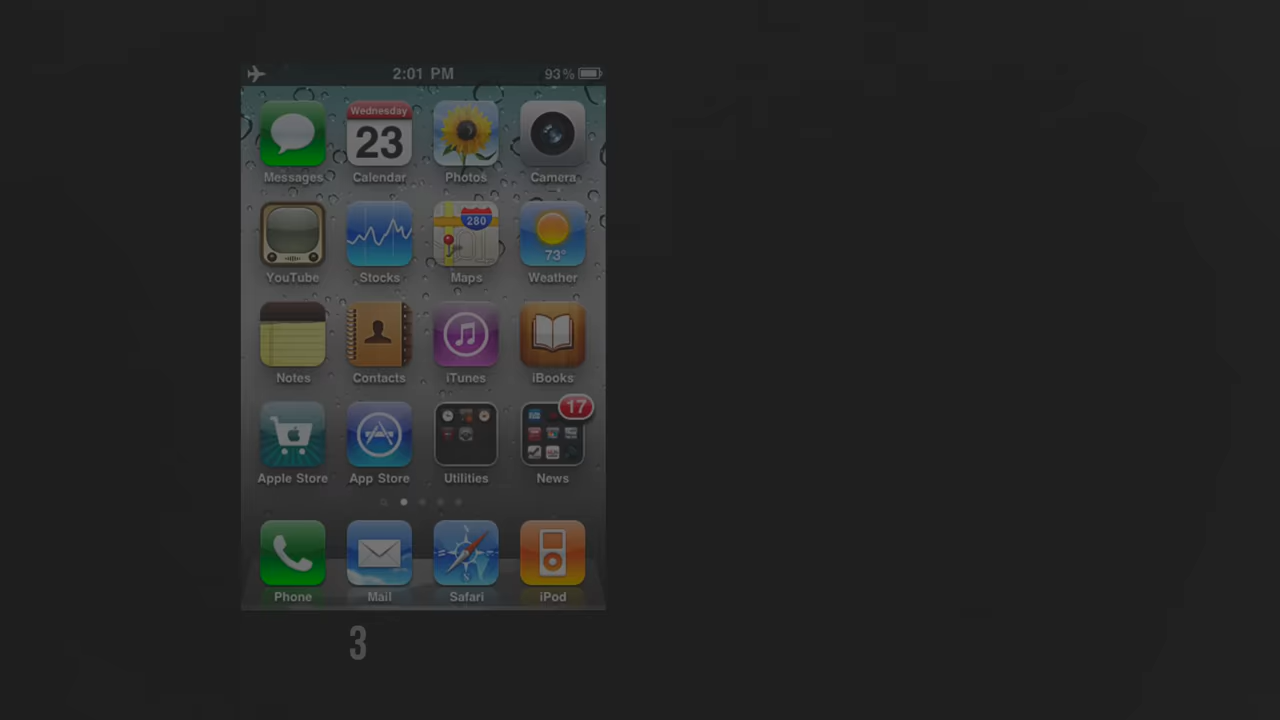 2:01 PM 93%
Wednesday
23
Messages Calendar Photos Camera
280
73°
YouTube Stocks Maps Weather
Notes Contacts iTunes iBooks
17
Apple Store App Store Utilities News
Phone Mail Safari iPod
3